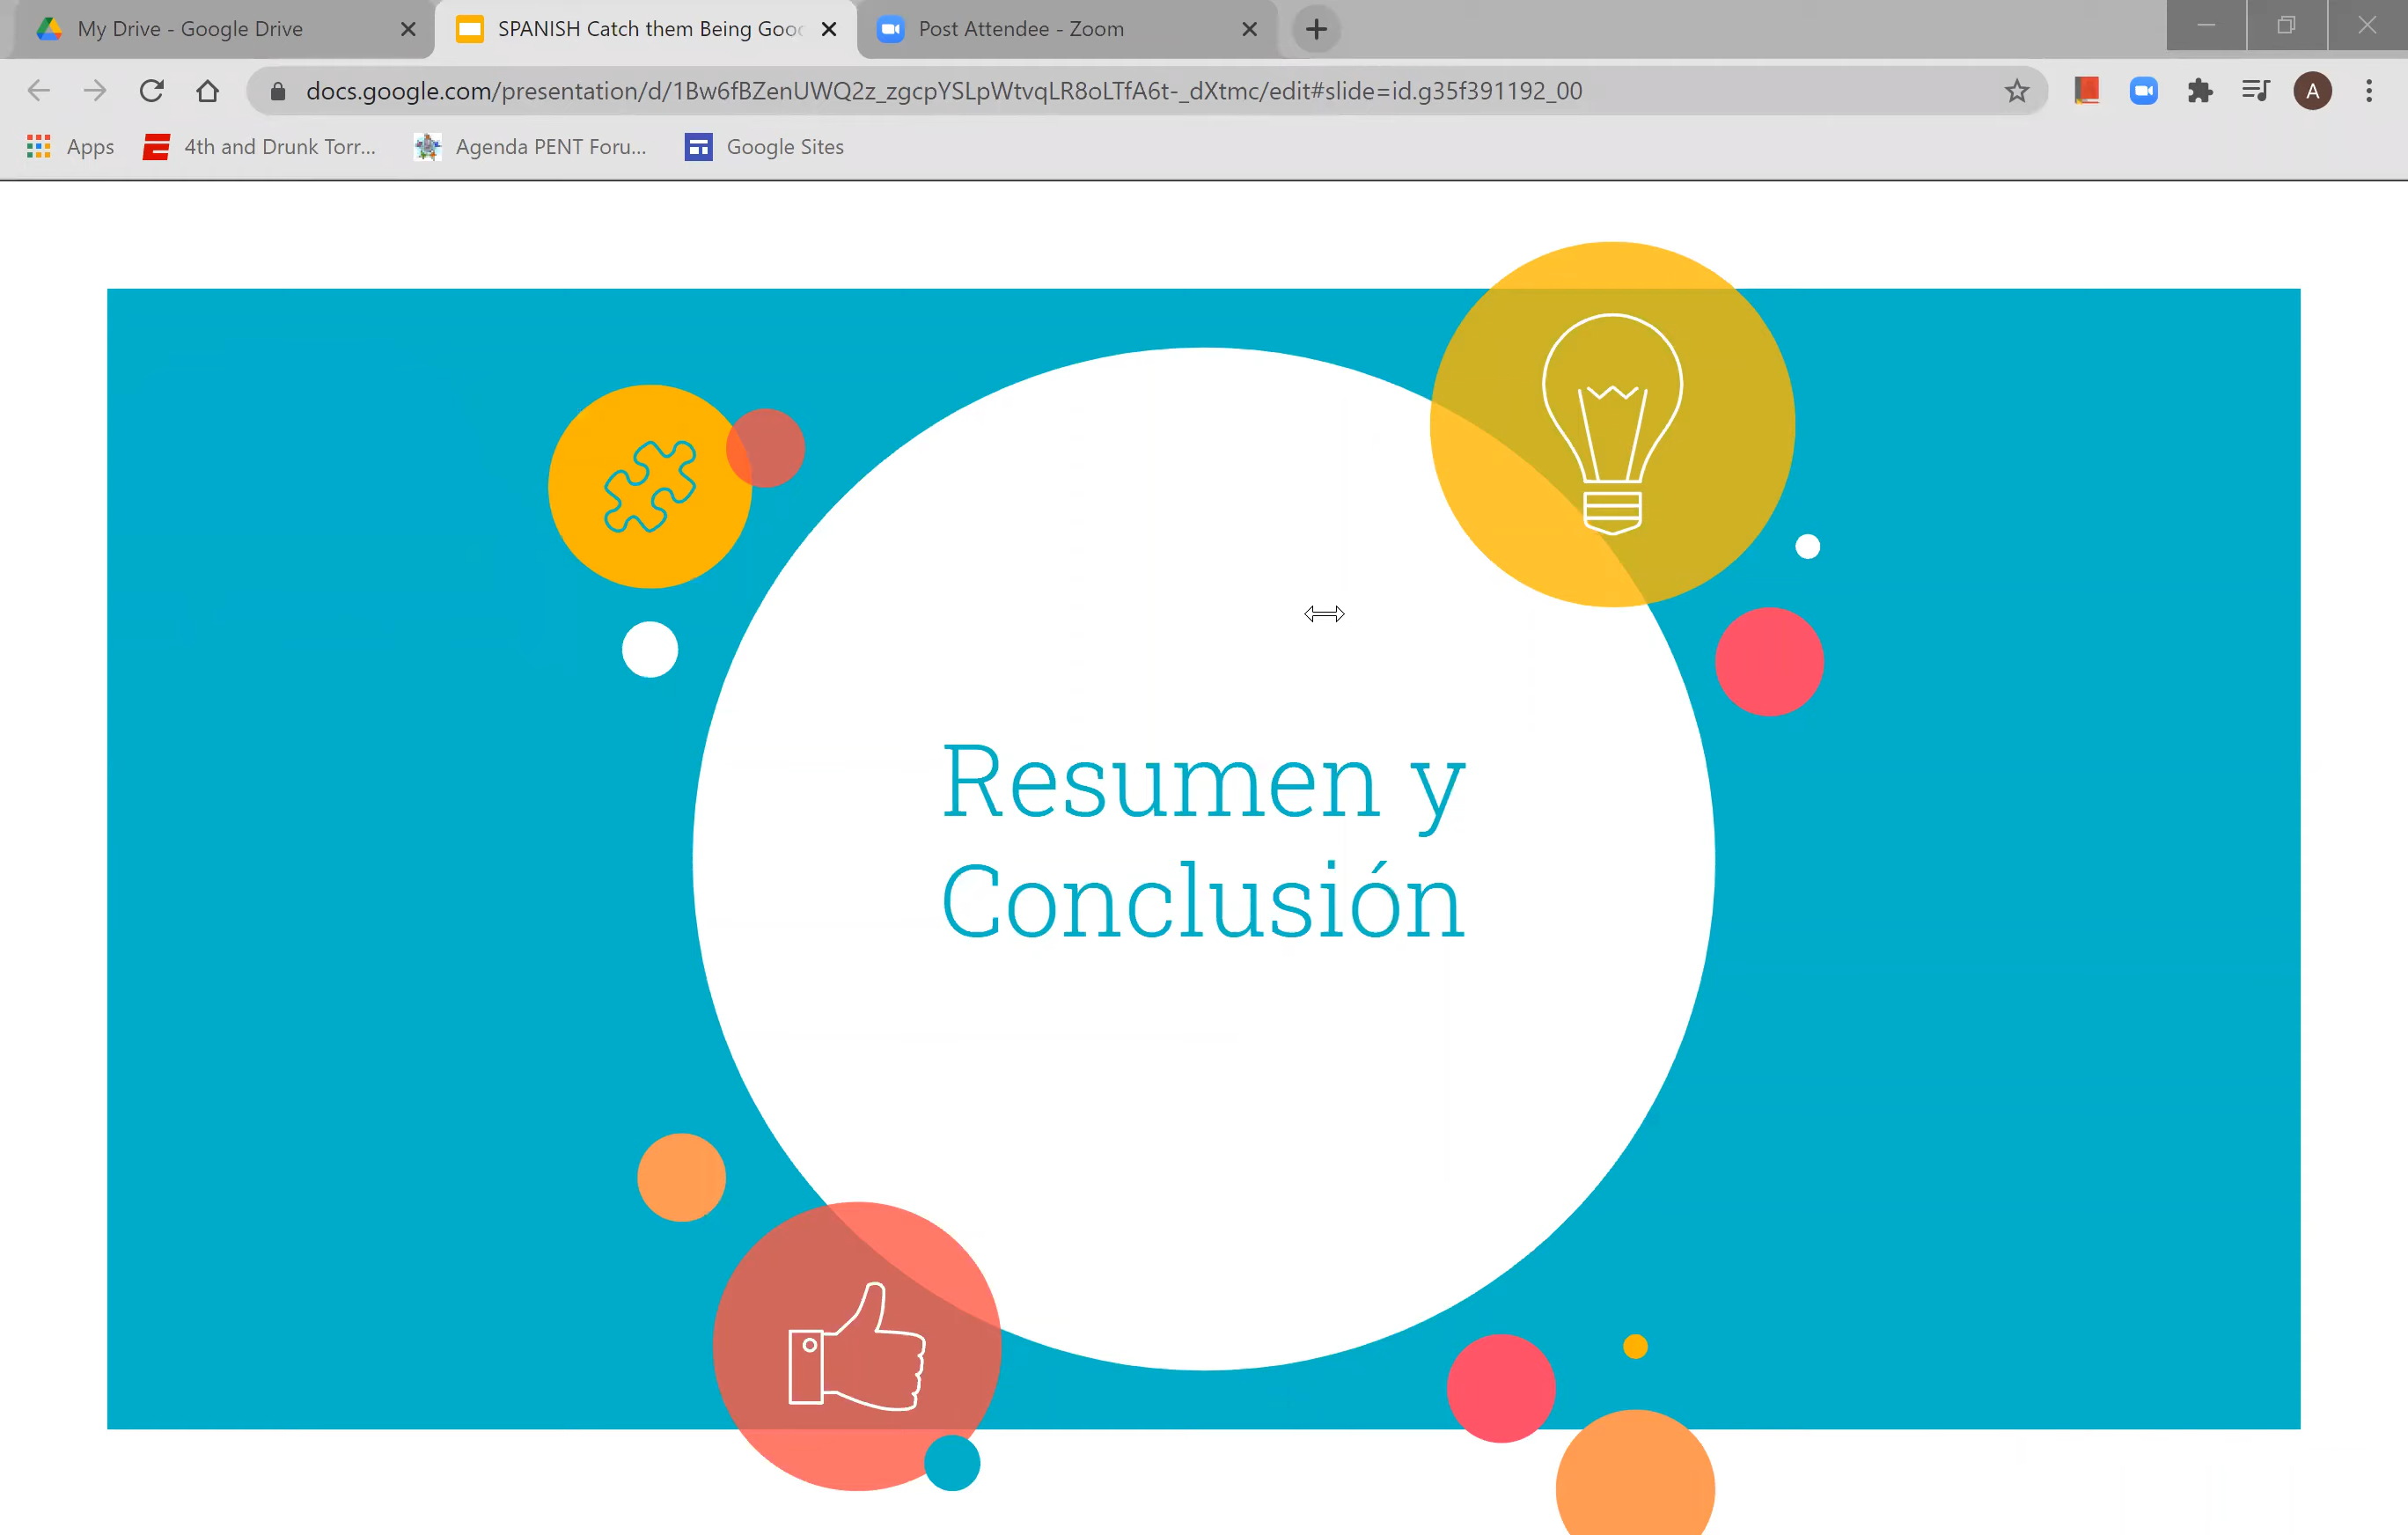 My Drive - Google Drive
SPANISH Catch them Being Goo
Post Attendee - Zoom
docs.google.com/presentation/d/1Bw6fBZenUWQ2z_zgcpYSLpWtvqLR8oLTfA6t-_dXtmc/edit#slide=id.g35f391192_00
A
Apps
4th and Drunk Torr...
Agenda PENT Foru...
Google Sites
Resumen y
Conclusión